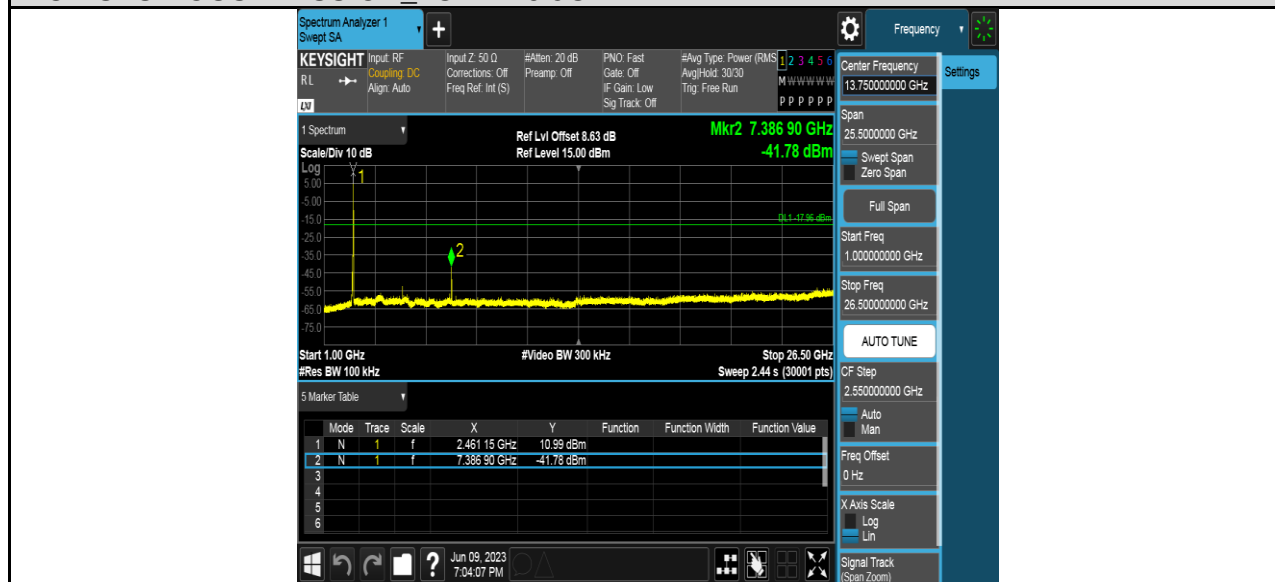 Spectrum Analyzer 1
Swept SA
Frequency
KEYSIGHT
RL
LXI
Input: RF
Coupling: DC
Align: Auto
Input Z: 50 Ω
Corrections: Off
Freq Ref: Int (S)
#Atten: 20 dB
Preamp: Off
PNO: Fast
Gate: Off
IF Gain: Low
Sig Track: Off
#Avg Type: Power (RMS
Avg|Hold: 30/30
Trig: Free Run
1 2 3 4 5 6
M W W W W W
P P P P P P
1 Spectrum
Scale/Div 10 dB
Ref Lvl Offset 8.63 dB
Ref Level 15.00 dBm
Mkr2 7.386 90 GHz
-41.78 dBm
Log
5.00
-5.00
-15.0
-25.0
-35.0
-45.0
-55.0
-65.0
-75.0
1
2
DL1 -17.96 dBm
Start 1.00 GHz
#Video BW 300 kHz
Stop 26.50 GHz
#Res BW 100 kHz
Sweep 2.44 s (30001 pts)
5 Marker Table
Mode Trace Scale X Y Function Function Width Function Value
1 N 1 f 2.461 15 GHz 10.99 dBm
2 N 1 f 7.386 90 GHz -41.78 dBm
3
4
5
6
?
Jun 09, 2023
7:04:07 PM
Center Frequency
13.750000000 GHz
Settings
Span
25.5000000 GHz
Swept Span
Zero Span
Full Span
Start Freq
1.000000000 GHz
Stop Freq
26.500000000 GHz
AUTO TUNE
CF Step
2.550000000 GHz
Auto
Man
Freq Offset
0 Hz
X Axis Scale
Log
Lin
Signal Track
(Span Zoom)